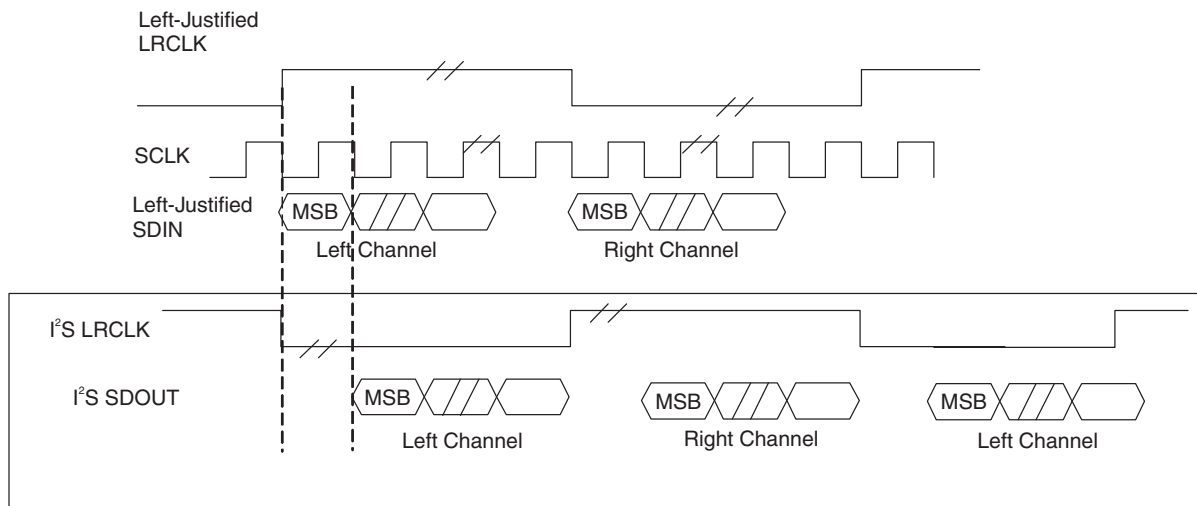 Left-Justified
LRCLK
SCLK
Left-Justified
SDIN
MSB
MSB
Left Channel
Right Channel
I²S LRCLK
I²S SDOUT
MSB
MSB
MSB
Left Channel
Right Channel
Left Channel